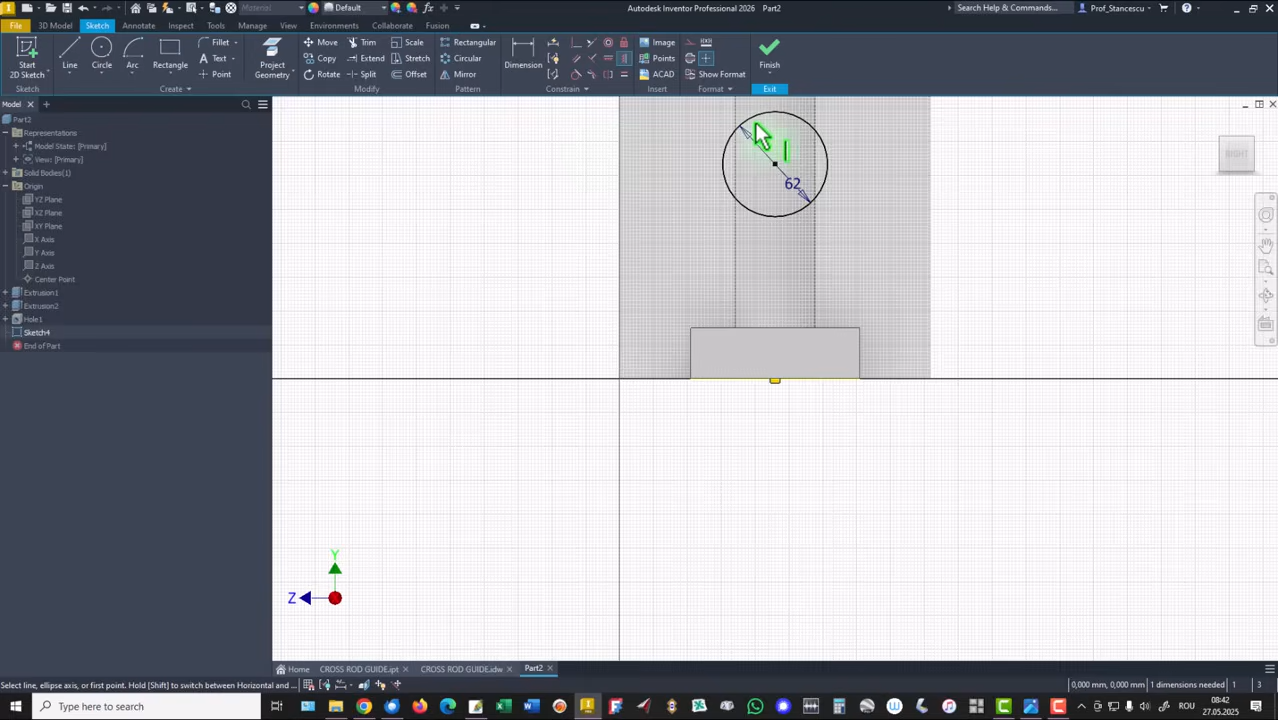 Material
Default
Autodesk Inventor Professional 2026 Part2
Search Help & Commands...
Prof_Stancescu
File
3D Model
Sketch
Annotate
Inspect
Tools
Manage
View
Environments
Collaborate
Fusion
Start
2D Sketch
Line
Circle
Arc
Rectangle
Fillet
Text
Point
Project
Geometry
Move
Copy
Rotate
Trim
Extend
Split
Scale
Stretch
Offset
Rectangular
Circular
Mirror
Dimension
Image
Points
ACAD
Show Format
Finish
Sketch
Create
Modify
Pattern
Constrain
Insert
Format
Exit
Model
Part2
Representations
Model State: [Primary]
View: [Primary]
Solid Bodies(1)
Origin
YZ Plane
XZ Plane
XY Plane
X Axis
Y Axis
Z Axis
Center Point
Extrusion1
Extrusion2
Hole1
Sketch4
End of Part
62
RIGHT
Y
Z
Home
CROSS ROD GUIDE.ipt
CROSS ROD GUIDE.idw
Part2
Select line, ellipse axis, or first point. Hold [Shift] to switch between Horizontal and ...
0,000 mm, 0,000 mm
1 dimensions needed
1
3
Type here to search
ROU
08:42
27.05.2025